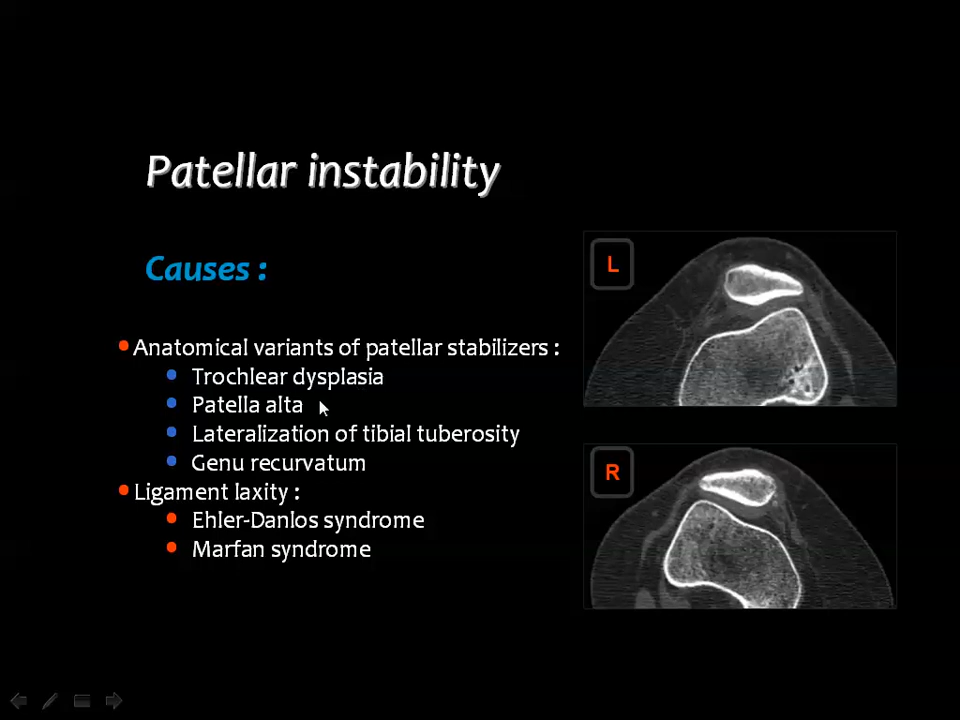 Patellar instability
Causes :
• Anatomical variants of patellar stabilizers :
• Trochlear dysplasia
• Patella alta
• Lateralization of tibial tuberosity
• Genu recurvatum
• Ligament laxity :
• Ehler-Danlos syndrome
• Marfan syndrome
L
R